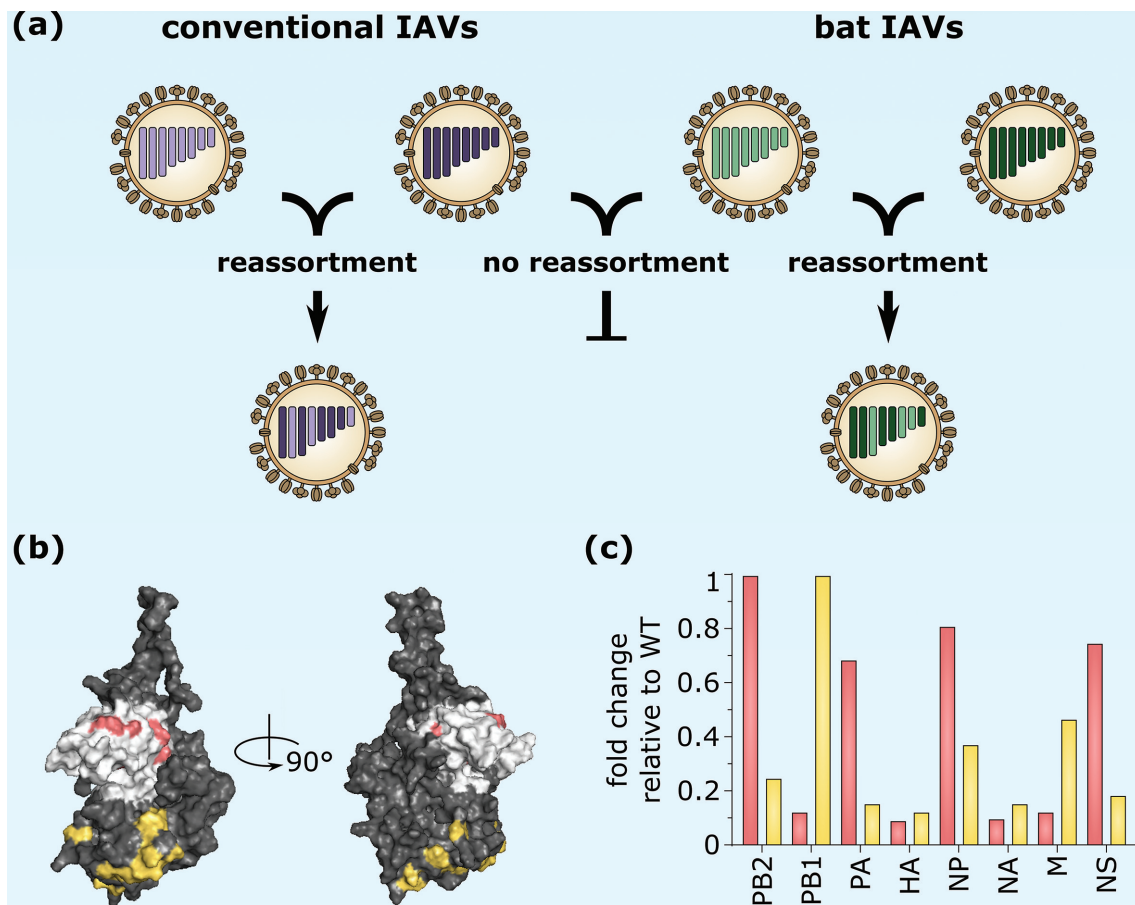 (a)
conventional IAVs
bat IAVs
reassortment
no reassortment
reassortment
(b)
90°
(c)
fold change
relative to WT
1
0.8
0.6
0.4
0.2
0
PB2
PB1
PA
HA
NP
NA
M
NS